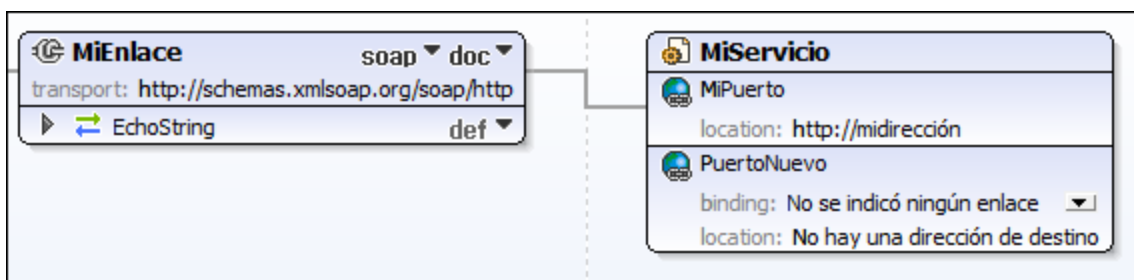 MiEnlace soap doc
transport: http://schemas.xmlsoap.org/soap/http
EchoString def
MiServicio
MiPuerto
location: http://midirección
PuertoNuevo
binding: No se indicó ningún enlace
location: No hay una dirección de destino